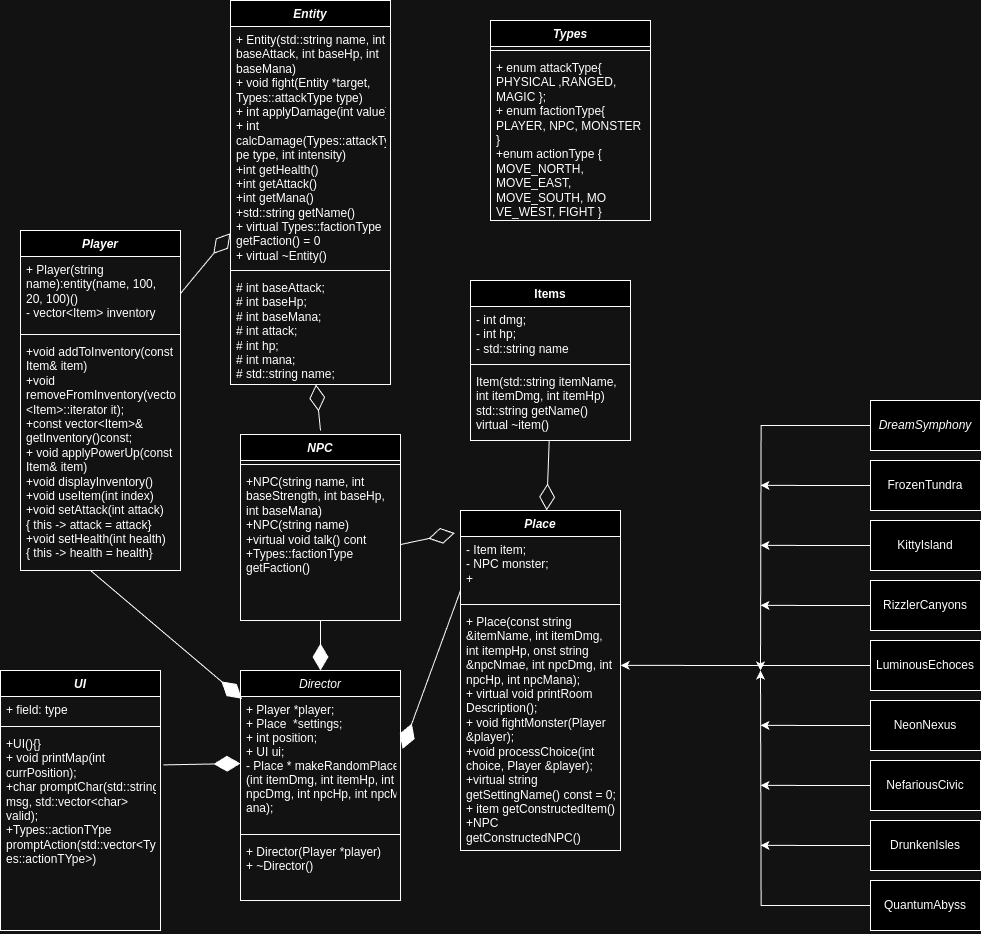 Entity
+ Entity(std::string name, int
baseAttack, int baseHp, int
baseMana)
+ void fight(Entity *target,
Types::attackType type)
+ int applyDamage(int value)
+ int
calcDamage(Types::attackTy
pe type, int intensity)
+int getHealth()
+int getAttack()
+int getMana()
+std::string getName()
+ virtual Types::factionType
getFaction() = 0
+ virtual ~Entity()
# int baseAttack;
# int baseHp;
# int baseMana;
# int attack;
# int hp;
# int mana;
# std::string name;
Types
+ enum attackType{
PHYSICAL ,RANGED,
MAGIC };
+ enum factionType{
PLAYER, NPC, MONSTER
}
+enum actionType {
MOVE_NORTH,
MOVE_EAST,
MOVE_SOUTH, MO
VE_WEST, FIGHT }
Player
+ Player(string
name):entity(name, 100,
20, 100)()
- vector<Item> inventory
+void addToInventory(const
Item& item)
+void
removeFromInventory(vecto
<Item>::iterator it);
+const vector<Item>&
getInventory()const;
+ void applyPowerUp(const
Item& item)
+void displayInventory()
+void useItem(int index)
+void setAttack(int attack)
{ this -> attack = attack}
+void setHealth(int health)
{ this -> health = health}
Items
- int dmg;
- int hp;
- std::string name
Item(std::string itemName,
int itemDmg, int itemHp)
std::string getName()
virtual ~item()
NPC
+NPC(string name, int
baseStrength, int baseHp,
int baseMana)
+NPC(string name)
+virtual void talk() cont
+Types::factionType
getFaction()
Place
- Item item;
- NPC monster;
+
+ Place(const string
&itemName, int itemDmg,
int itempHp, onst string
&npcNmae, int npcDmg, int
npcHp, int npcMana);
+ virtual void printRoom
Description();
+ void fightMonster(Player
&player);
+void processChoice(int
choice, Player &player);
+virtual string
getSettingName() const = 0;
+ item getConstructedItem()
+NPC
getConstructedNPC()
UI
+ field: type
+UI(){}
+ void printMap(int
currPosition);
+char promptChar(std::string
msg, std::vector<char>
valid);
+Types::actionTYpe
promptAction(std::vector<Ty
es::actionTYpe>)
Director
+ Player *player;
+ Place  *settings;
+ int position;
+ UI ui;
- Place * makeRandomPlace
(int itemDmg, int itemHp, int
npcDmg, int npcHp, int npcM
ana);
+ Director(Player *player)
+ ~Director()
DreamSymphony
FrozenTundra
KittyIsland
RizzlerCanyons
LuminousEchoces
NeonNexus
NefariousCivic
DrunkenIsles
QuantumAbyss